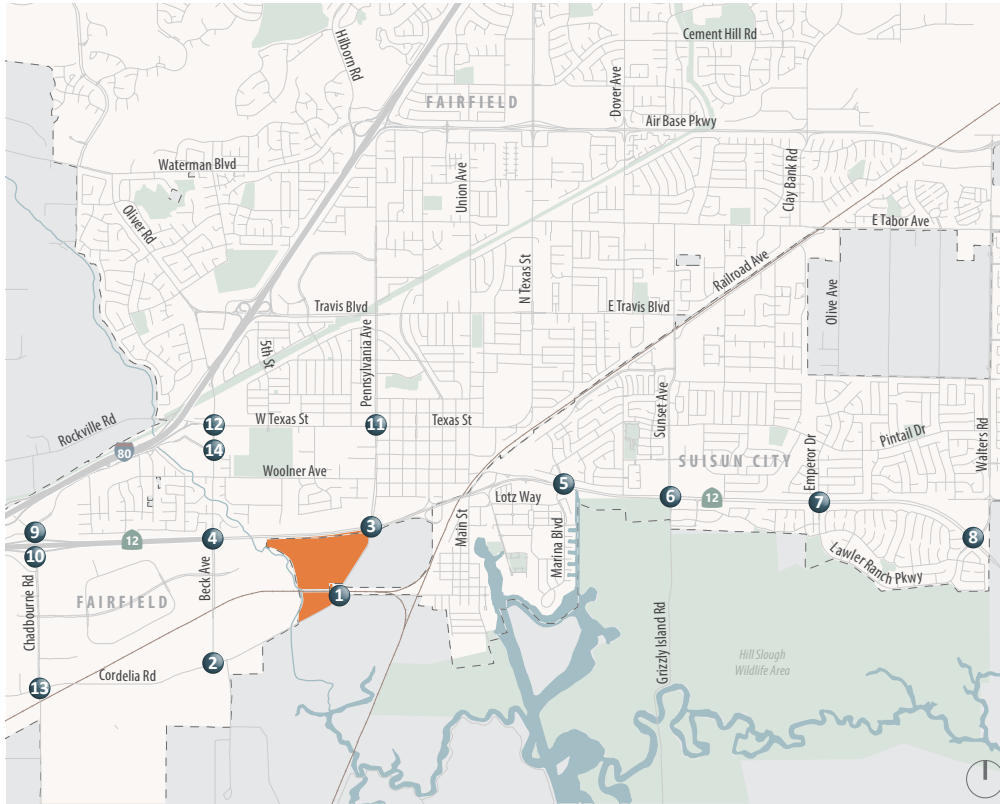 Cement Hill Rd
Hilborn Rd
Dover Ave
FAIRFIELD
Air Base Pkwy
Waterman Blvd
Union Ave
Clay Bank Rd
Oliver Rd
E Tabor Ave
N Texas St
Railroad Ave
Travis Blvd
E Travis Blvd
Olive Ave
5th St
Pennsylvania Ave
Sunset Ave
12
W Texas St
11
Texas St
Rockville Rd
80
14
Woolner Ave
SUISUN CITY
Emperor Dr
Pintail Dr
Walters Rd
5
Lotz Way
6
12
7
9
12
4
3
Main St
Marina Blvd
8
10
Lawler Ranch Pkwy
Chadbourne Rd
FAIRFIELD
Beck Ave
1
Grizzly Island Rd
Hill Slough
Wildlife Area
2
Cordelia Rd
13